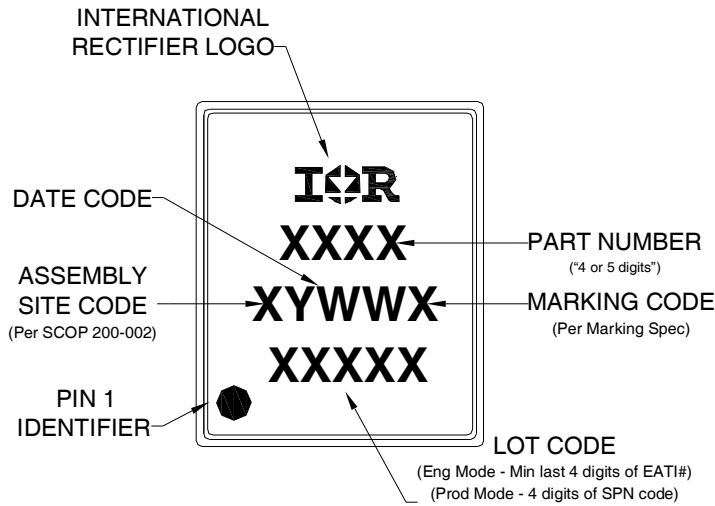 INTERNATIONAL
RECTIFIER LOGO
IOR
DATE CODE
XXXX
PART NUMBER
("4 or 5 digits")
ASSEMBLY
SITE CODE
(Per SCOP 200-002)
XYWWX
MARKING CODE
(Per Marking Spec)
XXXXX
PIN 1
IDENTIFIER
LOT CODE
(Eng Mode - Min last 4 digits of EATI#)
(Prod Mode - 4 digits of SPN code)